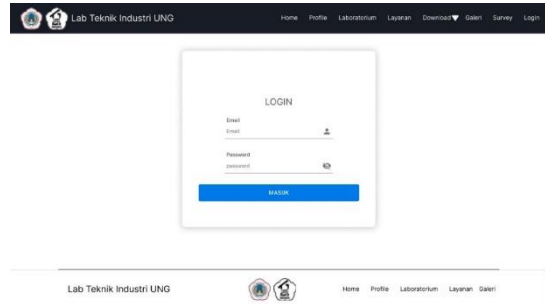 Lab Teknik Industri UNG Home Profile Laboratorium Layanan Download Galeri Survey Login
LOGIN
Email
Email
Password
password
MASUK
Lab Teknik Industri UNG Home Profile Laboratorium Layanan Galeri